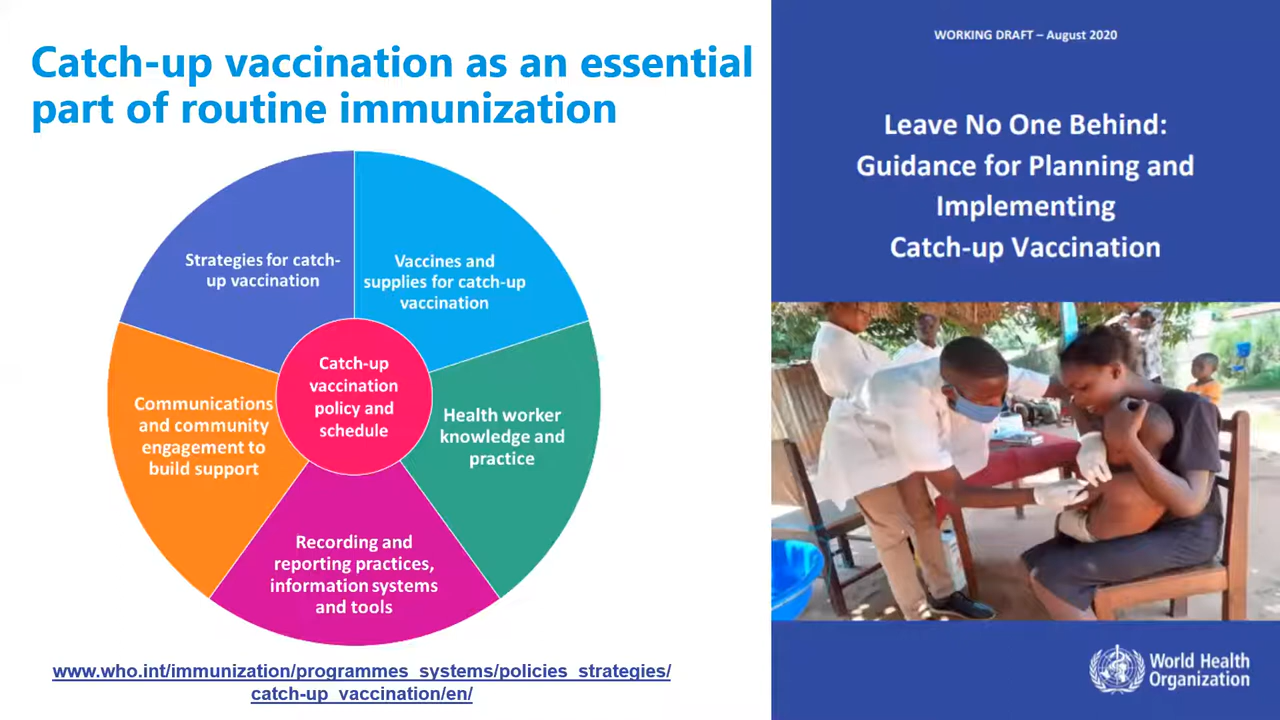 Catch-up vaccination as an essential
part of routine immunization
Strategies for catch-
up vaccination
Vaccines and
supplies for catch-up
vaccination
Catch-up
vaccination
policy and
schedule
Communications
and community
engagement to
build support
Health worker
knowledge and
practice
Recording and
reporting practices,
information systems
and tools
www.who.int/immunization/programmes_systems/policies_strategies/
catch-up_vaccination/en/
WORKING DRAFT – August 2020
Leave No One Behind:
Guidance for Planning and
Implementing
Catch-up Vaccination
World Health
Organization